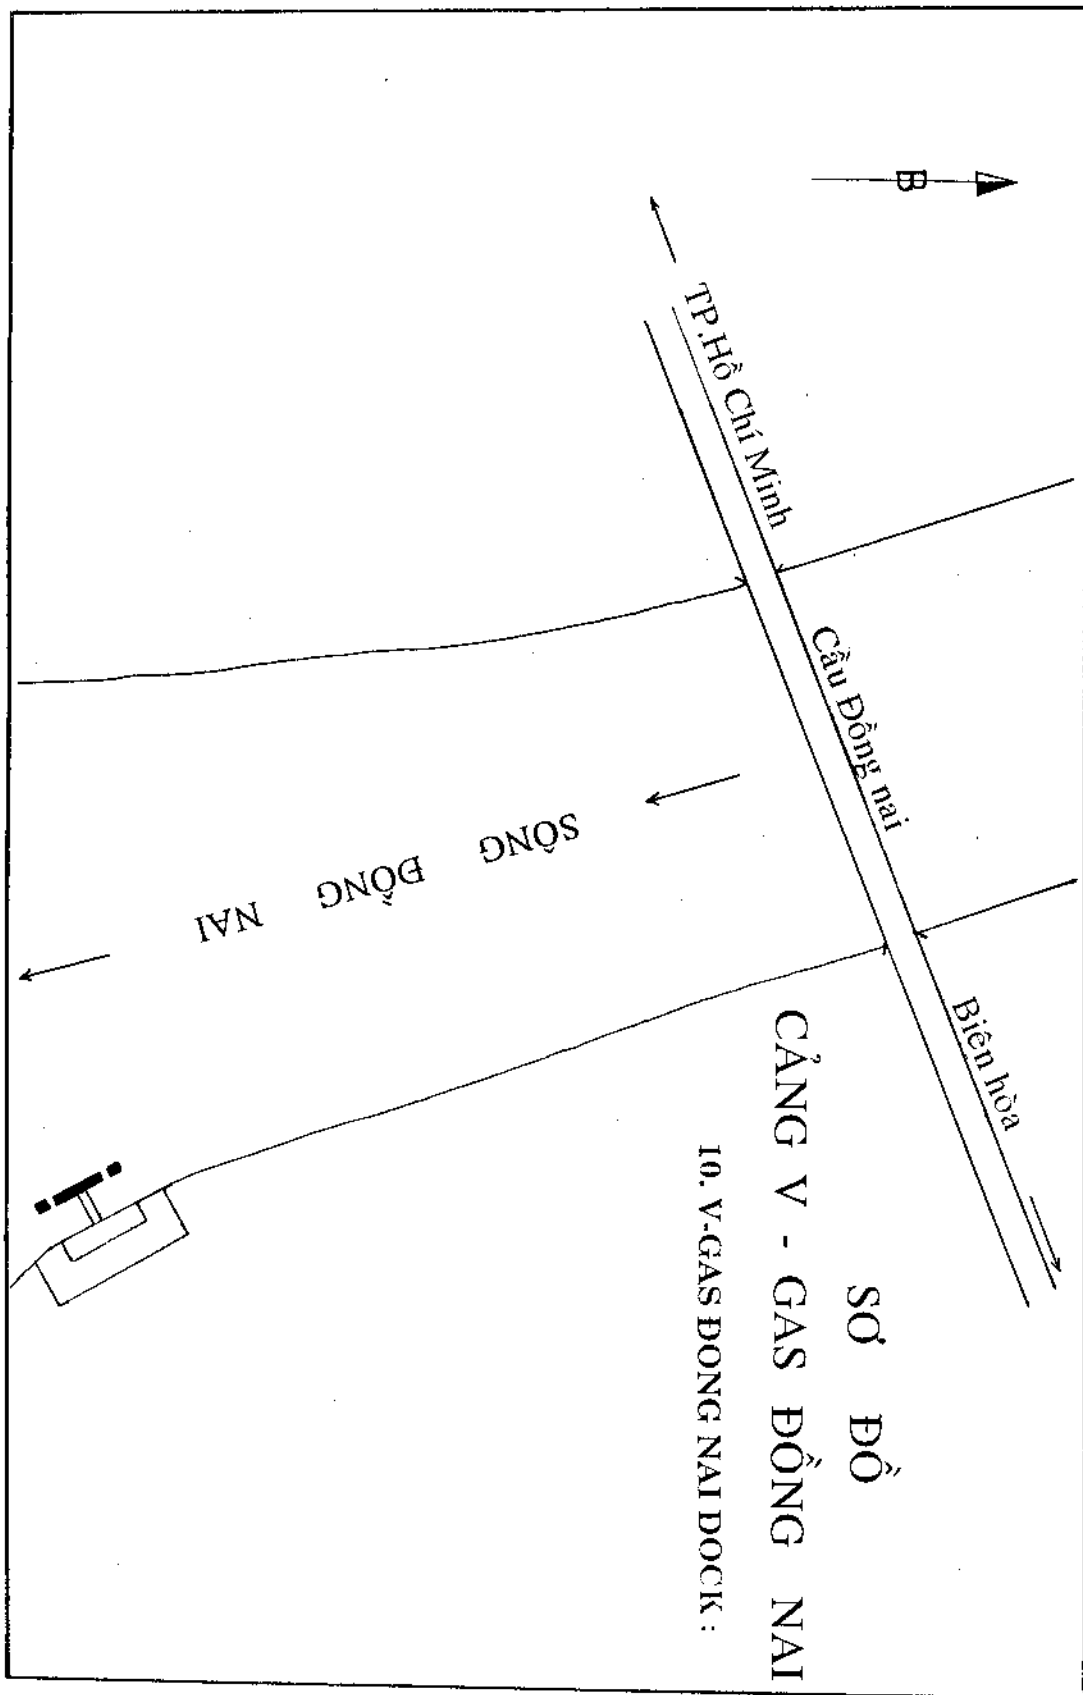 SƠ ĐỒ
CẢNG V - GAS ĐỒNG NAI
10. V-GAS ĐONG NAI DOCK :
B
TP.Hồ Chí Minh
Cầu Đồng nai
Biên hòa
SÔNG ĐỒNG NAI